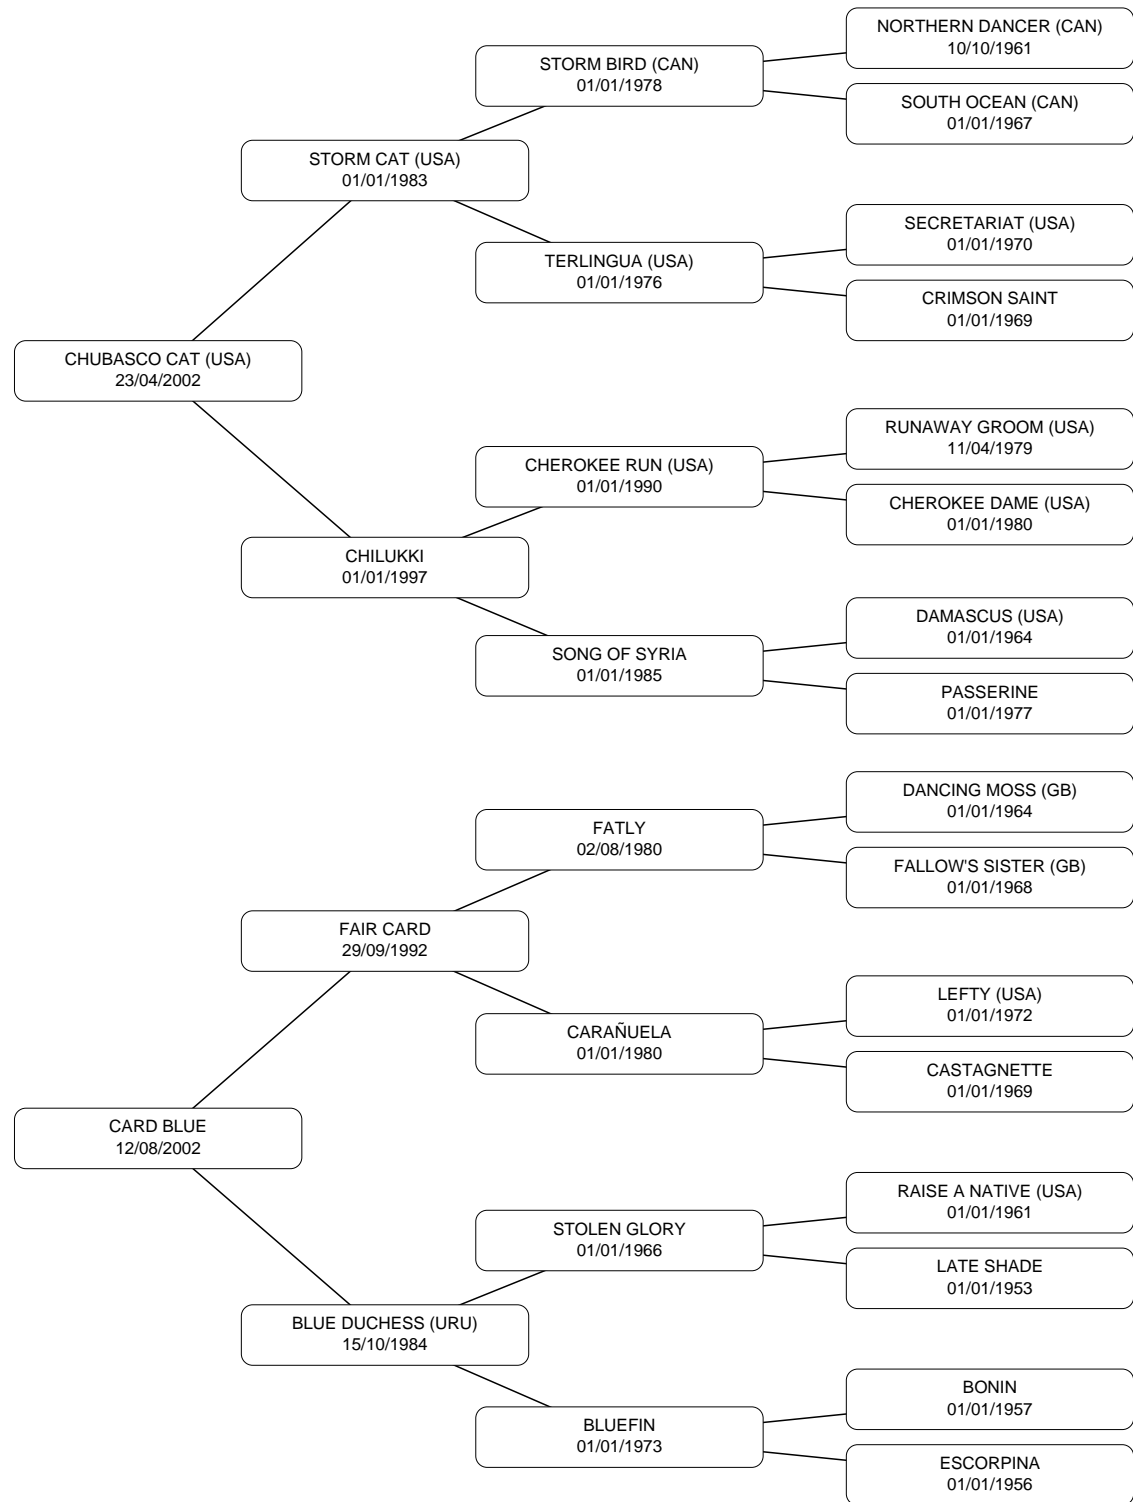 NORTHERN DANCER (CAN)
10/10/1961
STORM BIRD (CAN)
01/01/1978
SOUTH OCEAN (CAN)
01/01/1967
STORM CAT (USA)
01/01/1983
SECRETARIAT (USA)
01/01/1970
TERLINGUA (USA)
01/01/1976
CRIMSON SAINT
01/01/1969
CHUBASCO CAT (USA)
23/04/2002
RUNAWAY GROOM (USA)
11/04/1979
CHEROKEE RUN (USA)
01/01/1990
CHEROKEE DAME (USA)
01/01/1980
CHILUKKI
01/01/1997
DAMASCUS (USA)
01/01/1964
SONG OF SYRIA
01/01/1985
PASSERINE
01/01/1977
DANCING MOSS (GB)
01/01/1964
FATLY
02/08/1980
FALLOW'S SISTER (GB)
01/01/1968
FAIR CARD
29/09/1992
LEFTY (USA)
01/01/1972
CARAÑUELA
01/01/1980
CASTAGNETTE
01/01/1969
CARD BLUE
12/08/2002
RAISE A NATIVE (USA)
01/01/1961
STOLEN GLORY
01/01/1966
LATE SHADE
01/01/1953
BLUE DUCHESS (URU)
15/10/1984
BONIN
01/01/1957
BLUEFIN
01/01/1973
ESCORPINA
01/01/1956